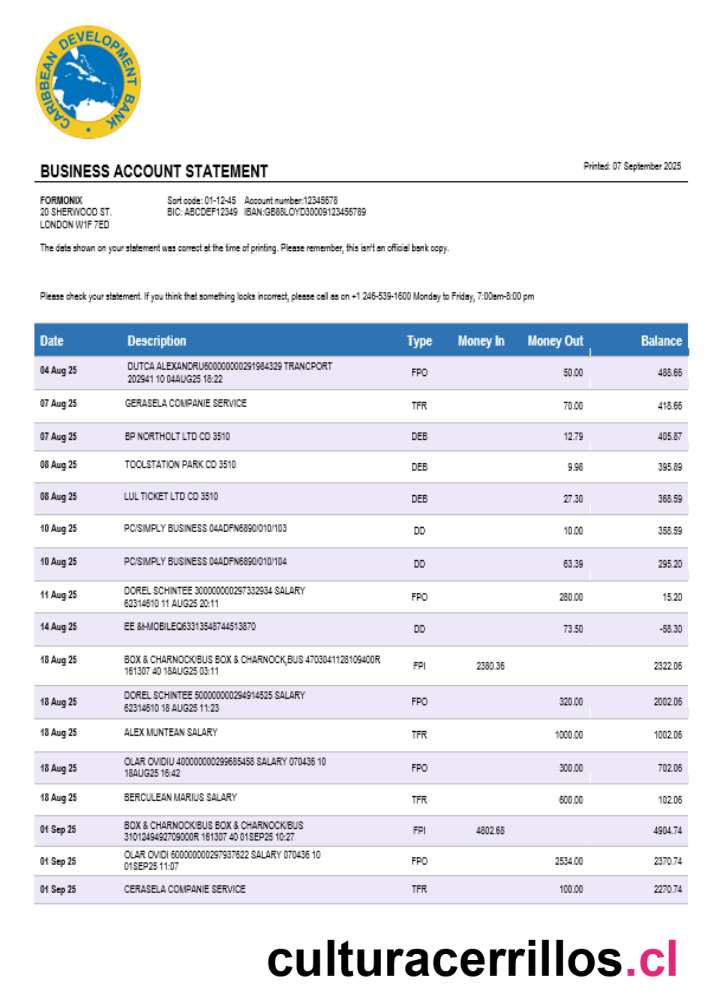 CARIBBEAN DEVELOPMENT BANK
BUSINESS ACCOUNT STATEMENT
Printed: 07 September 2025
FORMONIX Sort code: 01-12-45 Account number:12345678
20 SHERWOOD ST. BIC: ABCDEF12349 IBAN:GB88LOYD30009123456789
LONDON W1F 7ED
The data shown on your statement was correct at the time of printing. Please remember, this isn't an official bank copy.
Please check your statement. If you think that something looks incorrect, please call as on +1 246-539-1600 Monday to Friday, 7:00am-8:00 pm
Date Description Type Money In Money Out Balance
04 Aug 25 DUTCA ALEXANDRU600000000291984329 TRANCPORT FPO 50.00 488.66
202941 10 04AUG25 18:22
07 Aug 25 GERASELA COMPANIE SERVICE TFR 70.00 418.66
07 Aug 25 BP NORTHOLT LTD CD 3510 DEB 12.79 405.87
08 Aug 25 TOOLSTATION PARK CD 3510 DEB 9.98 395.89
08 Aug 25 LUL TICKET LTD CD 3510 DEB 27.30 368.59
10 Aug 25 PC/SIMPLY BUSINESS 04ADFN6890/010/103 DD 10.00 358.59
10 Aug 25 PC/SIMPLY BUSINESS 04ADFN6890/010/104 DD 63.39 295.20
11 Aug 25 DOREL SCHINTEE 300000000297332934 SALARY FPO 280.00 15.20
62314610 11 AUG25 20:11
14 Aug 25 EE &I-MOBILEQ63313548744513870 DD 73.50 -58.30
18 Aug 25 BOX & CHARNOCK/BUS BOX & CHARNOCK,BUS 4703041128109400R FPI 2380.36 2322.06
161307 40 18AUG25 03:11
18 Aug 25 DOREL SCHINTEE 500000000294914525 SALARY FPO 320.00 2002.06
62314610 18 AUG25 11:23
18 Aug 25 ALEX MUNTEAN SALARY TFR 1000.00 1002.06
18 Aug 25 OLAR OVIDIU 400000000299685458 SALARY 070436 10 FPO 300.00 702.06
18AUG25 16:42
18 Aug 25 BERCULEAN MARIUS SALARY TFR 600.00 102.06
01 Sep 25 BOX & CHARNOCK/BUS BOX & CHARNOCK/BUS FPI 4802.68 4904.74
3101249492709000R 161307 40 01SEP25 10:27
01 Sep 25 OLAR OVIDI 600000000297937622 SALARY 070436 10 FPO 2534.00 2370.74
01SEP25 11:07
01 Sep 25 CERASELA COMPANIE SERVICE TFR 100.00 2270.74
culturacerrillos.cl